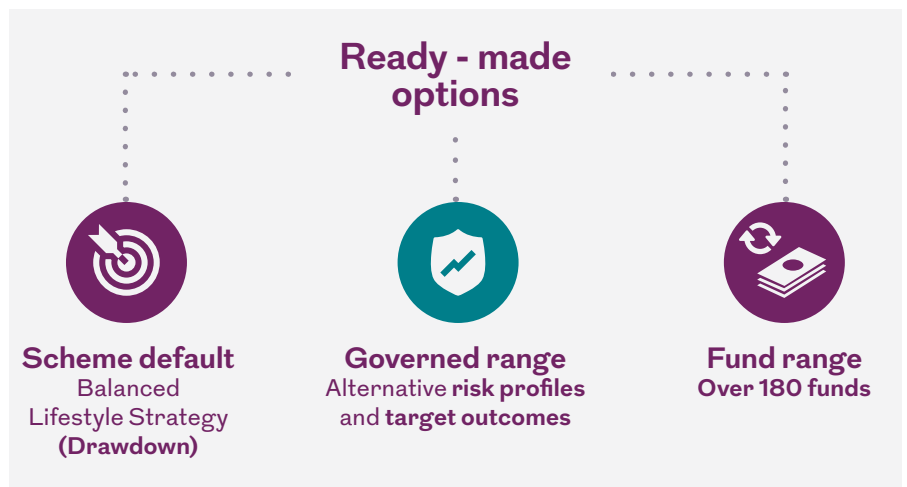 Ready - made
options
Scheme default
Balanced
Lifestyle Strategy
(Drawdown)
Governed range
Alternative risk profiles
and target outcomes
Fund range
Over 180 funds